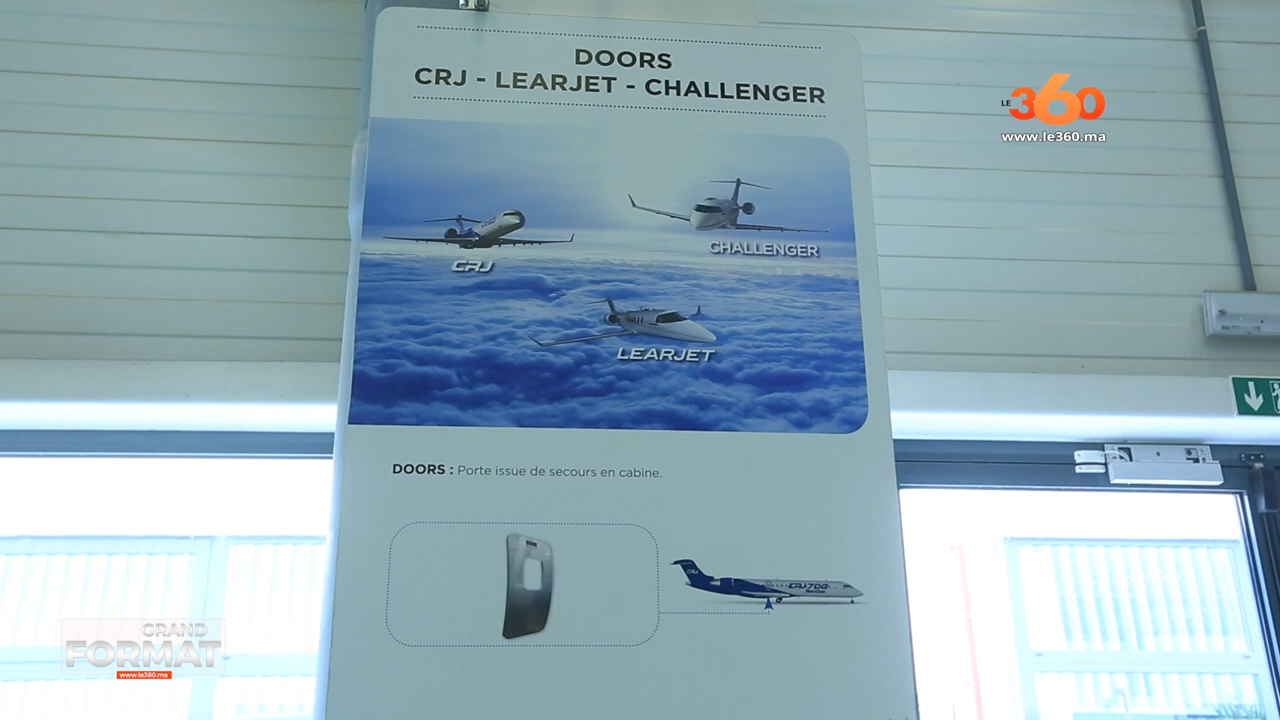 DOORS
CRJ - LEARJET - CHALLENGER
LE 360
www.le360.ma
CRJ
CHALLENGER
LEARJET
DOORS : Porte issue de secours en cabine.
CRJ
CRJ700
GRAND
FORMAT
www.le360.ma